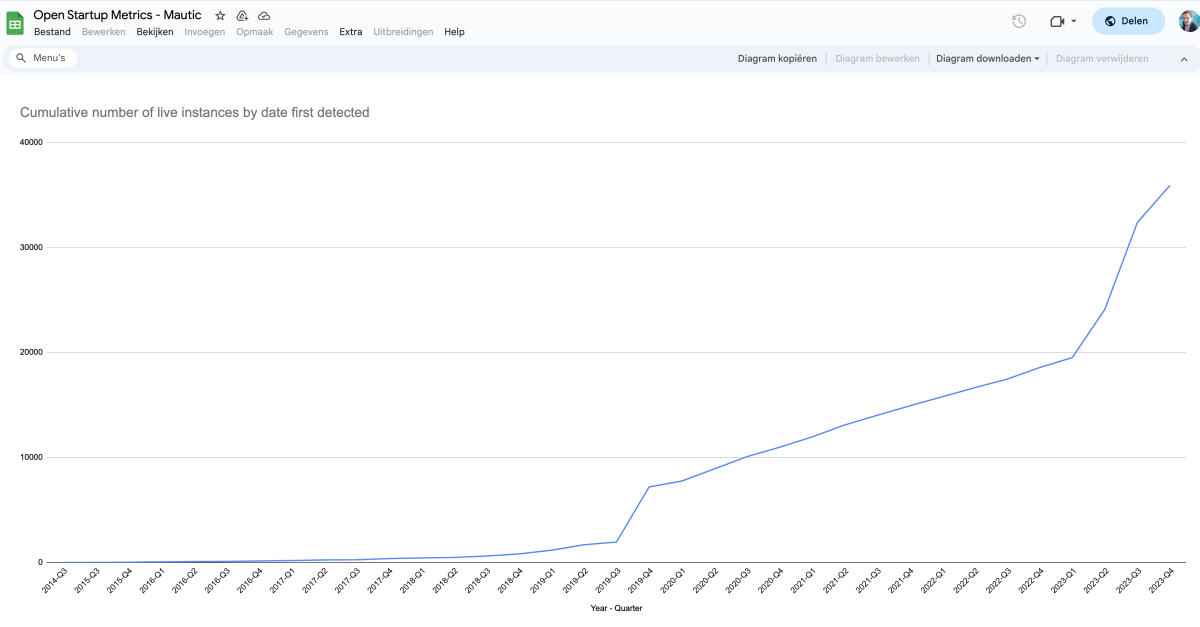 Open Startup Metrics - Mautic
Bestand Bewerken Bekijken Invoegen Opmaak Gegevens Extra Uitbreidingen Help
Delen
Menu's
Diagram kopiëren Diagram bewerken Diagram downloaden Diagram verwijderen
Cumulative number of live instances by date first detected
40000
30000
20000
10000
0
2014-Q3 2015-Q3 2015-Q4 2016-Q1 2016-Q2 2016-Q3 2016-Q4 2017-Q1 2017-Q2 2017-Q3 2017-Q4 2018-Q1 2018-Q2 2018-Q3 2018-Q4 2019-Q1 2019-Q2 2019-Q3 2019-Q4 2020-Q1 2020-Q2 2020-Q3 2020-Q4 2021-Q1 2021-Q2 2021-Q3 2021-Q4 2022-Q1 2022-Q2 2022-Q3 2022-Q4 2023-Q1 2023-Q2 2023-Q3 2023-Q4
Year - Quarter